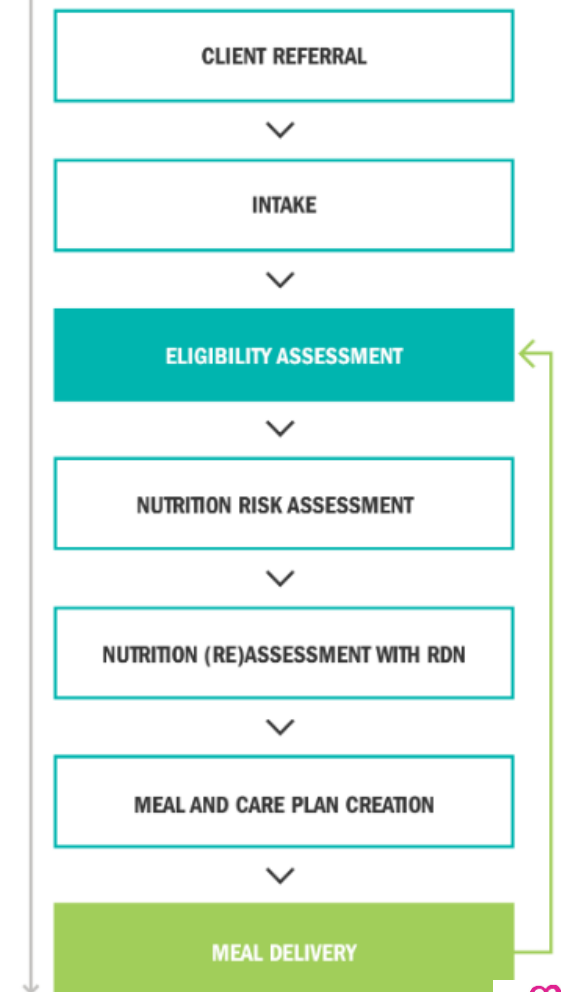 CLIENT REFERRAL
INTAKE
ELIGIBILITY ASSESSMENT
NUTRITION RISK ASSESSMENT
NUTRITION (RE)ASSESSMENT WITH RDN
MEAL AND CARE PLAN CREATION
MEAL DELIVERY